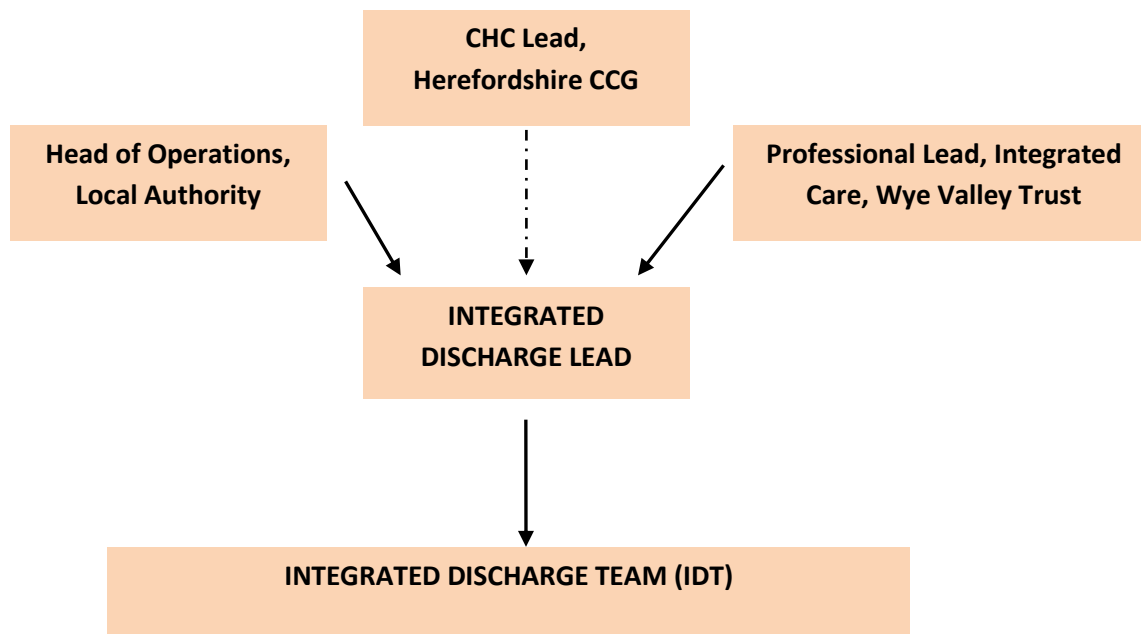 CHC Lead,
Herefordshire CCG
Head of Operations,
Local Authority
Professional Lead, Integrated
Care, Wye Valley Trust
INTEGRATED
DISCHARGE LEAD
INTEGRATED DISCHARGE TEAM (IDT)